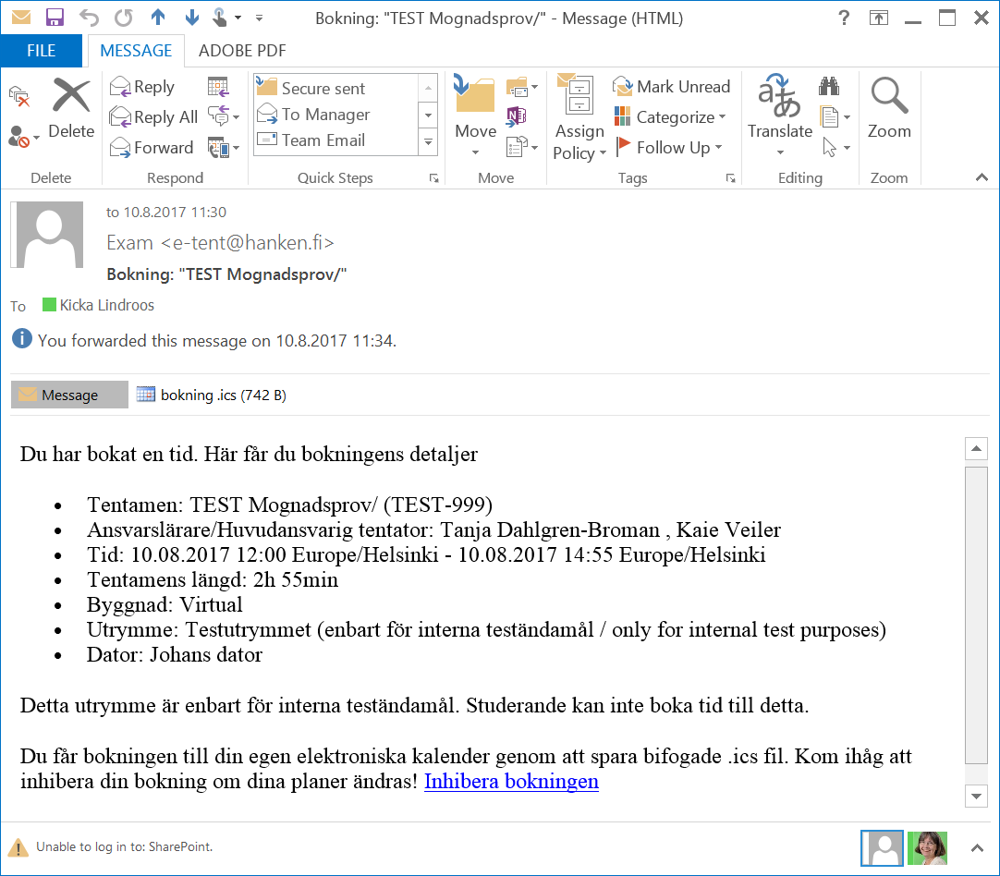 Bokning: "TEST Mognadsprov/" - Message (HTML)
?
FILE
MESSAGE
ADOBE PDF
Delete
Delete
Reply
Reply All
Forward
Respond
Secure sent
To Manager
Team Email
Quick Steps
Move
Move
Assign
Policy
Mark Unread
Categorize
Follow Up
Tags
Translate
Editing
Zoom
Zoom
to 10.8.2017 11:30
Exam <e-tent@hanken.fi>
Bokning: "TEST Mognadsprov/"
To Kicka Lindroos
You forwarded this message on 10.8.2017 11:34.
Message
bokning .ics (742 B)
Du har bokat en tid. Här får du bokningens detaljer
• Tentamen: TEST Mognadsprov/ (TEST-999)
• Ansvarslärare/Huvudansvarig tentator: Tanja Dahlgren-Broman , Kaie Veiler
• Tid: 10.08.2017 12:00 Europe/Helsinki - 10.08.2017 14:55 Europe/Helsinki
• Tentamens längd: 2h 55min
• Byggnad: Virtual
• Utrymme: Testutrymmet (enbart för interna teständamål / only for internal test purposes)
• Dator: Johans dator
Detta utrymme är enbart för interna teständamål. Studerande kan inte boka tid till detta.
Du får bokningen till din egen elektroniska kalender genom att spara bifogade .ics fil. Kom ihåg att
inhibera din bokning om dina planer ändras! Inhibera bokningen
Unable to log in to: SharePoint.